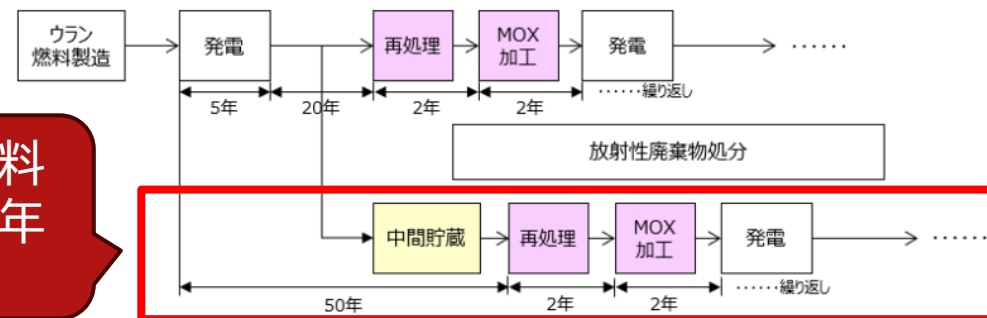 ウラン
燃料製造
発電
再処理
MOX
加工
発電
……
5年
20年
2年
2年
……繰り返し
放射性廃棄物処分
料
年
中間貯蔵
再処理
MOX
加工
発電
……
50年
2年
2年
……繰り返し